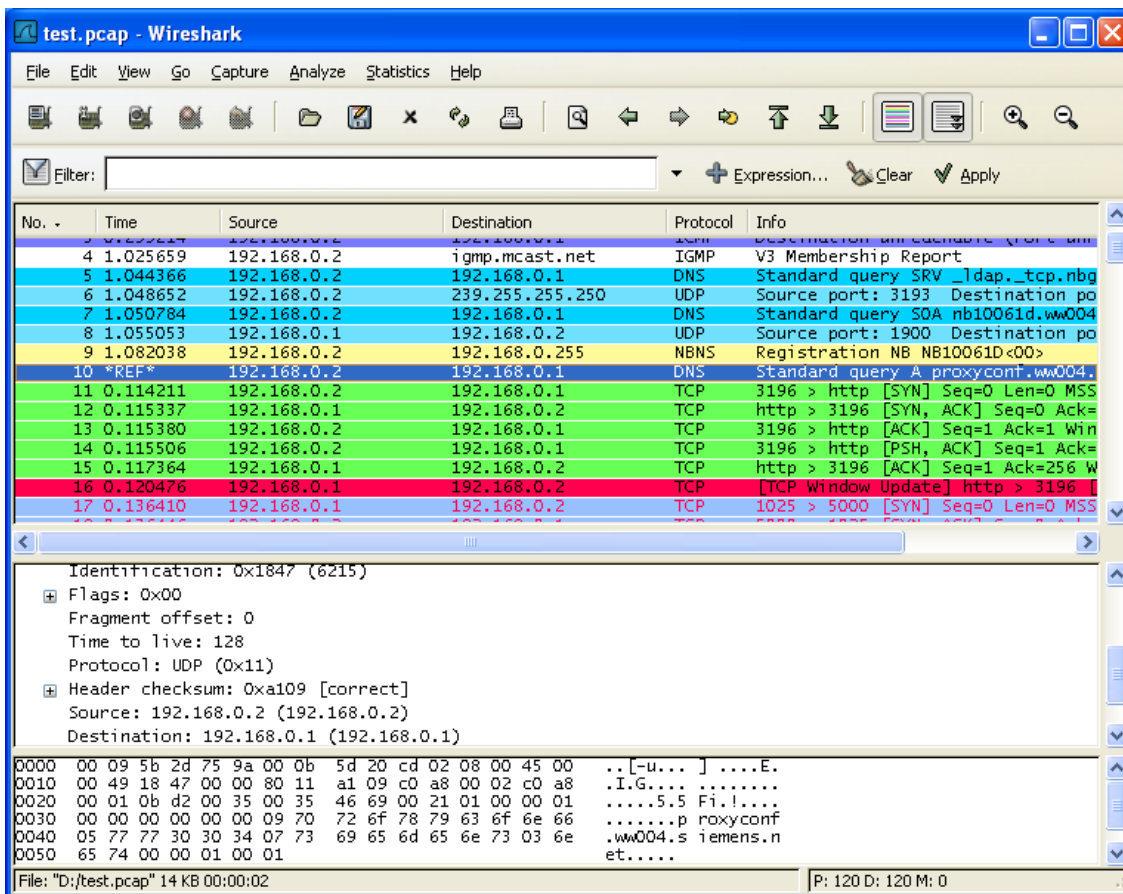 test.pcap - Wireshark
File Edit View Go Capture Analyze Statistics Help
Filter: Expression... Clear Apply
No. - Time Source Destination Protocol Info
4 1.025659 192.168.0.2 igmp.mcast.net IGMP V3 Membership Report
5 1.044366 192.168.0.2 192.168.0.1 DNS Standard query SRV _ldap._tcp.nbg
6 1.048652 192.168.0.2 239.255.255.250 UDP Source port: 3193 Destination po
7 1.050784 192.168.0.2 192.168.0.1 DNS Standard query SOA nb10061d.ww004
8 1.055053 192.168.0.1 192.168.0.2 UDP Source port: 1900 Destination po
9 1.082038 192.168.0.2 192.168.0.255 NBNS Registration NB NB10061D<00>
10 *REF* 192.168.0.2 192.168.0.1 DNS Standard query A proxyconf.ww004.
11 0.114211 192.168.0.2 192.168.0.1 TCP 3196 > http [SYN] Seq=0 Len=0 MSS
12 0.115337 192.168.0.1 192.168.0.2 TCP http > 3196 [SYN, ACK] Seq=0 Ack=
13 0.115380 192.168.0.2 192.168.0.1 TCP 3196 > http [ACK] Seq=1 Ack=1 Win
14 0.115506 192.168.0.2 192.168.0.1 TCP 3196 > http [PSH, ACK] Seq=1 Ack=
15 0.117364 192.168.0.1 192.168.0.2 TCP http > 3196 [ACK] Seq=1 Ack=256 W
16 0.120476 192.168.0.1 192.168.0.2 TCP [TCP Window Update] http > 3196 [
17 0.136410 192.168.0.1 192.168.0.2 TCP 1025 > 5000 [SYN] Seq=0 Len=0 MSS
Identification: 0x1847 (6215)
Flags: 0x00
Fragment offset: 0
Time to live: 128
Protocol: UDP (0x11)
Header checksum: 0xa109 [correct]
Source: 192.168.0.2 (192.168.0.2)
Destination: 192.168.0.1 (192.168.0.1)
0000 00 09 5b 2d 75 9a 00 0b 5d 20 cd 02 08 00 45 00 ..[-u... ] ....E.
0010 00 49 18 47 00 00 80 11 a1 09 c0 a8 00 02 c0 a8 .I.G.... ........
0020 00 01 0b d2 00 35 00 35 46 69 00 21 01 00 00 01 .....5.5 Fi.!....
0030 00 00 00 00 00 00 09 70 72 6f 78 79 63 6f 6e 66 .......p roxyconf
0040 05 77 77 30 30 34 07 73 69 65 6d 65 6e 73 03 6e .ww004.s iemens.n
0050 65 74 00 00 01 00 01 et.....
File: "D:/test.pcap" 14 KB 00:00:02 P: 120 D: 120 M: 0